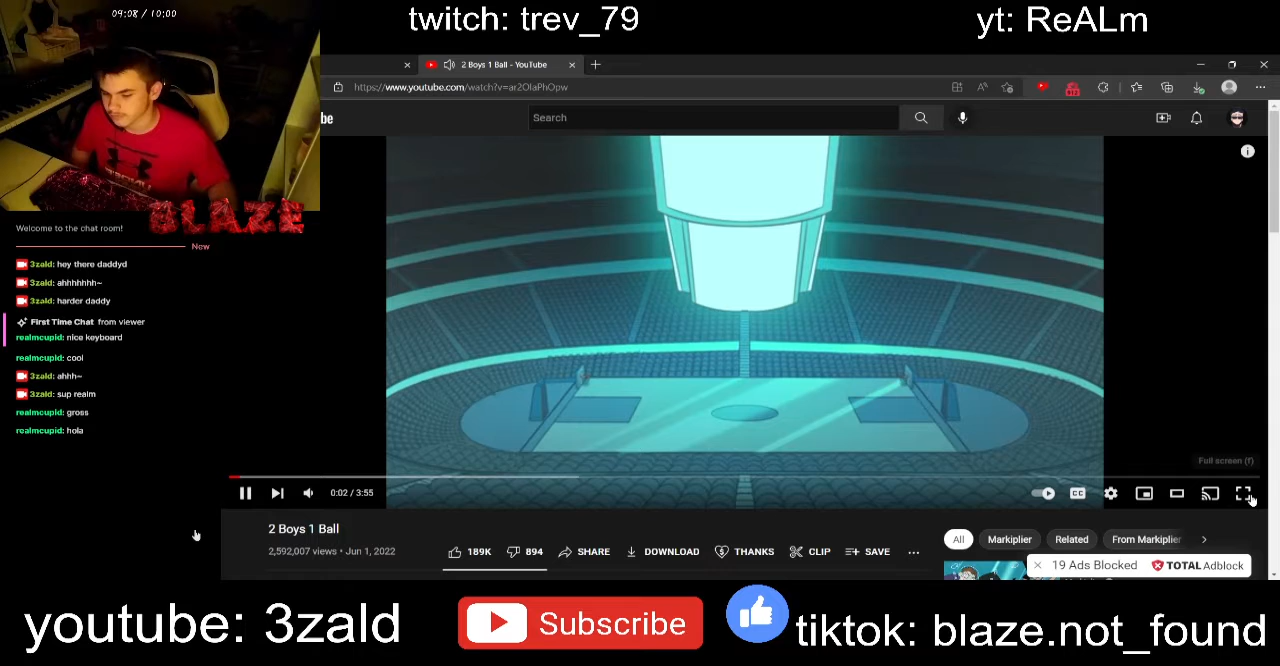 09:08 / 10:00
twitch: trev_79
yt: ReALm
2 Boys 1 Ball - YouTube
https://www.youtube.com/watch?v=ar2OlaPhOpw
be
Search
BLAZE
Welcome to the chat room!
New
3zald: hey there daddyd
3zald: ahhhhhhh~
3zald: harder daddy
First Time Chat from viewer
realmcupid: nice keyboard
realmcupid: cool
3zald: ahhh~
3zald: sup realm
realmcupid: gross
realmcupid: hola
Full screen (f)
0:02 / 3:55
CC
2 Boys 1 Ball
2,592,007 views • Jun 1, 2022
189K
894
SHARE
DOWNLOAD
THANKS
CLIP
SAVE
All
Markiplier
Related
From Markiplier
19 Ads Blocked
TOTAL Adblock
youtube: 3zald
Subscribe
tiktok: blaze.not_found